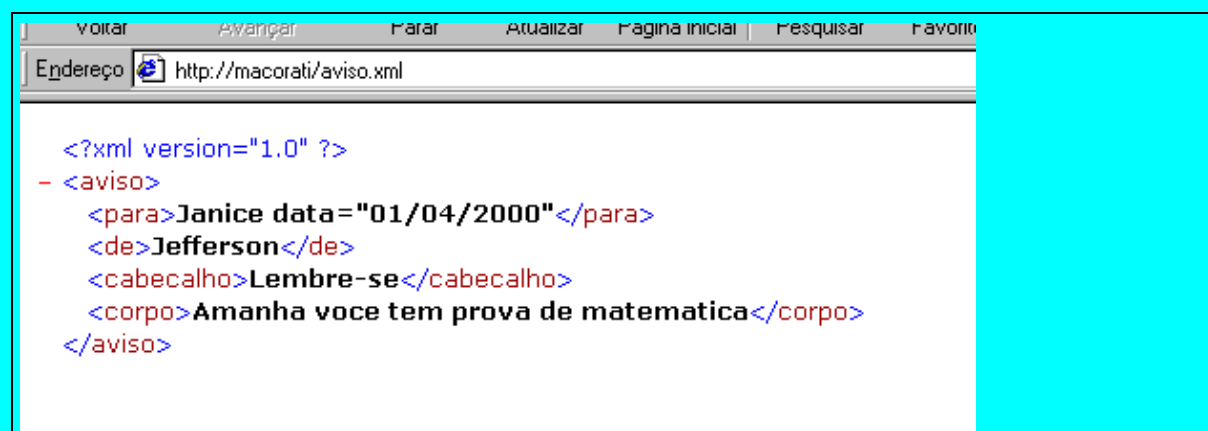 Voltar Avançar Parar Atualizar Página inicial Pesquisar
Endereço http://macorati/aviso.xml
<?xml version="1.0" ?>
- <aviso>
<para>Janice data="01/04/2000"</para>
<de>Jefferson</de>
<cabecalho>Lembre-se</cabecalho>
<corpo>Amanha voce tem prova de matematica</corpo>
</aviso>